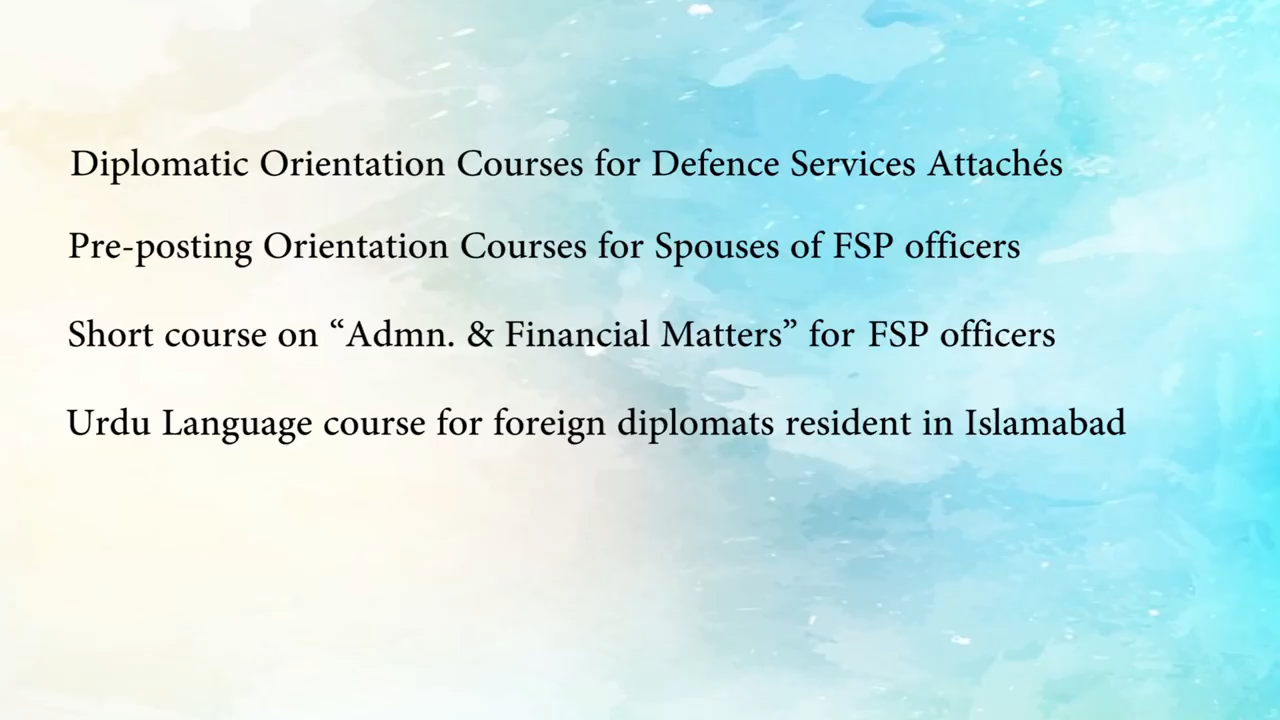 Diplomatic Orientation Courses for Defence Services Attachés
Pre-posting Orientation Courses for Spouses of FSP officers
Short course on “Admn. & Financial Matters” for FSP officers
Urdu Language course for foreign diplomats resident in Islamabad